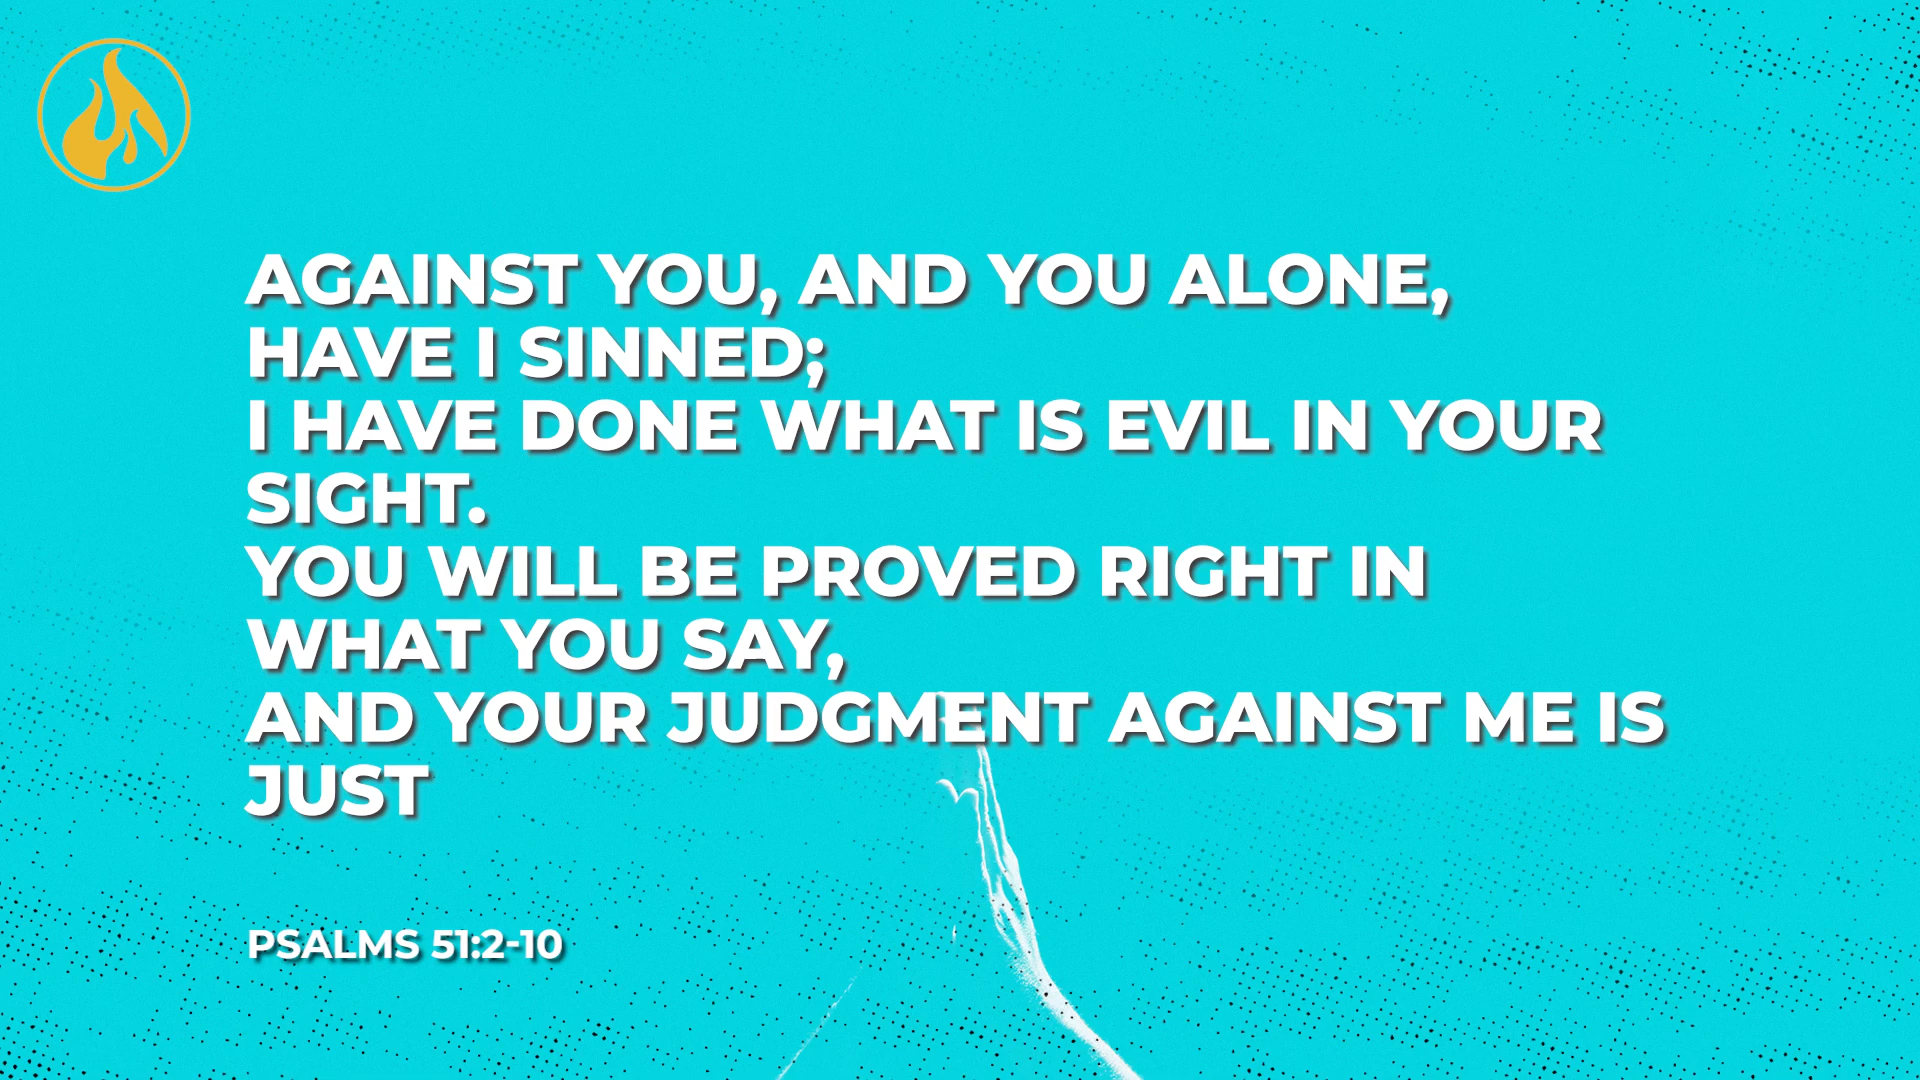 AGAINST YOU, AND YOU ALONE,
HAVE I SINNED;
I HAVE DONE WHAT IS EVIL IN YOUR
SIGHT.
YOU WILL BE PROVED RIGHT IN
WHAT YOU SAY,
AND YOUR JUDGMENT AGAINST ME IS
JUST
PSALMS 51:2-10